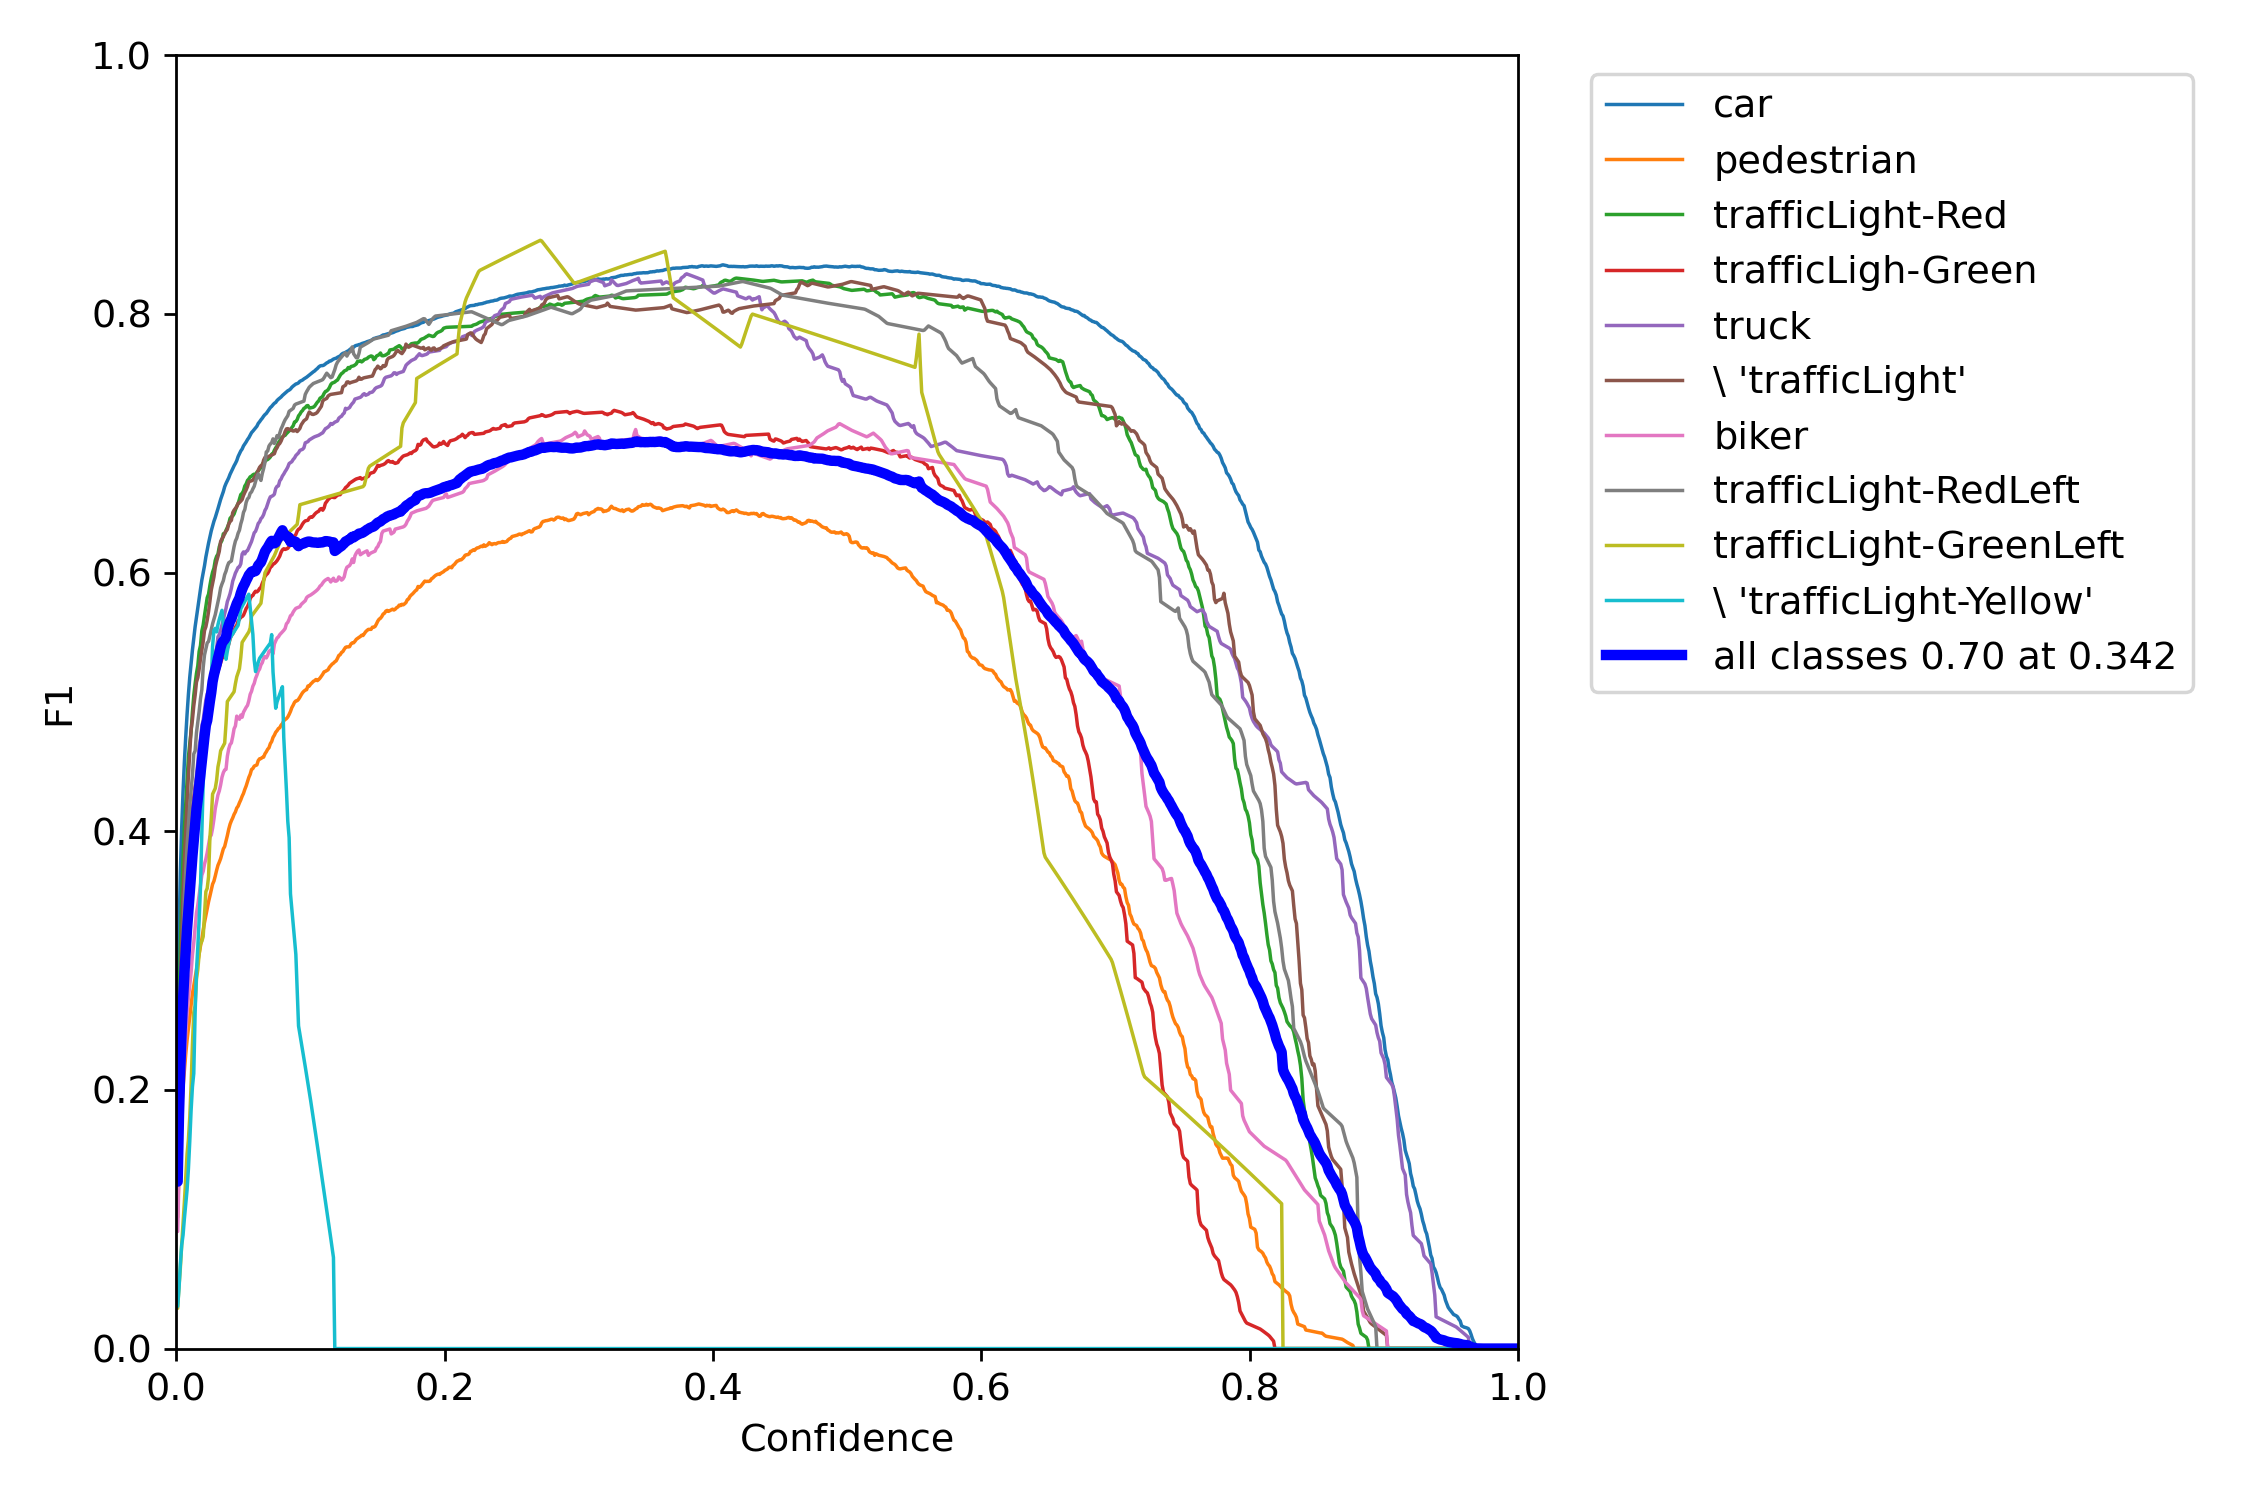 1.0
0.8
0.6
0.4
0.2
0.0
F1
0.0 0.2 0.4 0.6 0.8 1.0
Confidence
car
pedestrian
trafficLight-Red
trafficLigh-Green
truck
\ 'trafficLight'
biker
trafficLight-RedLeft
trafficLight-GreenLeft
\ 'trafficLight-Yellow'
all classes 0.70 at 0.342